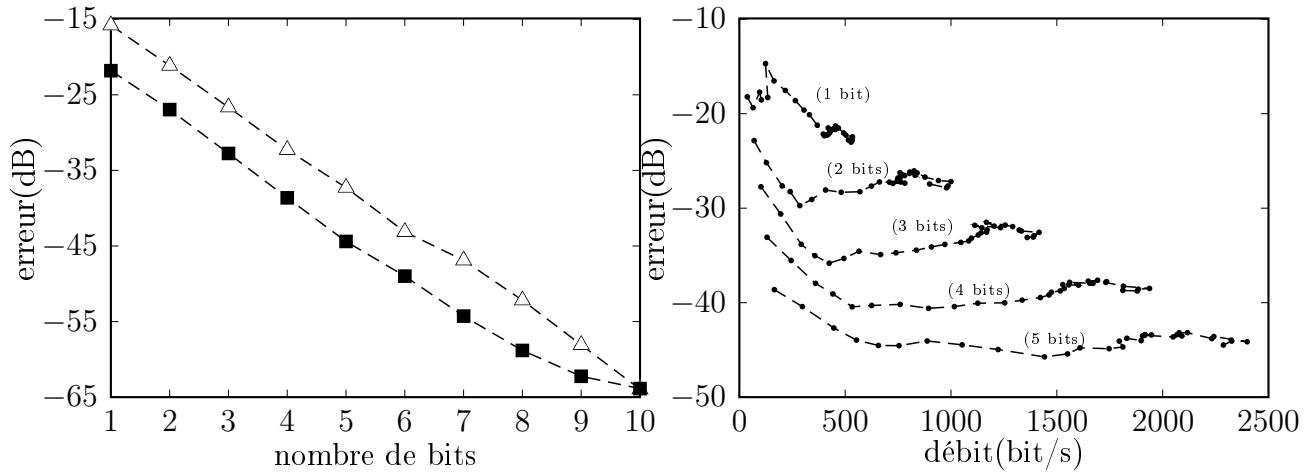 −15
−25
−35
−45
−55
−65
erreur(dB)
1 2 3 4 5 6 7 8 9 10
nombre de bits
−10
−20
−30
−40
−50
erreur(dB)
(1 bit)
(2 bits)
(3 bits)
(4 bits)
(5 bits)
0 500 1000 1500 2000 2500
débit(bit/s)